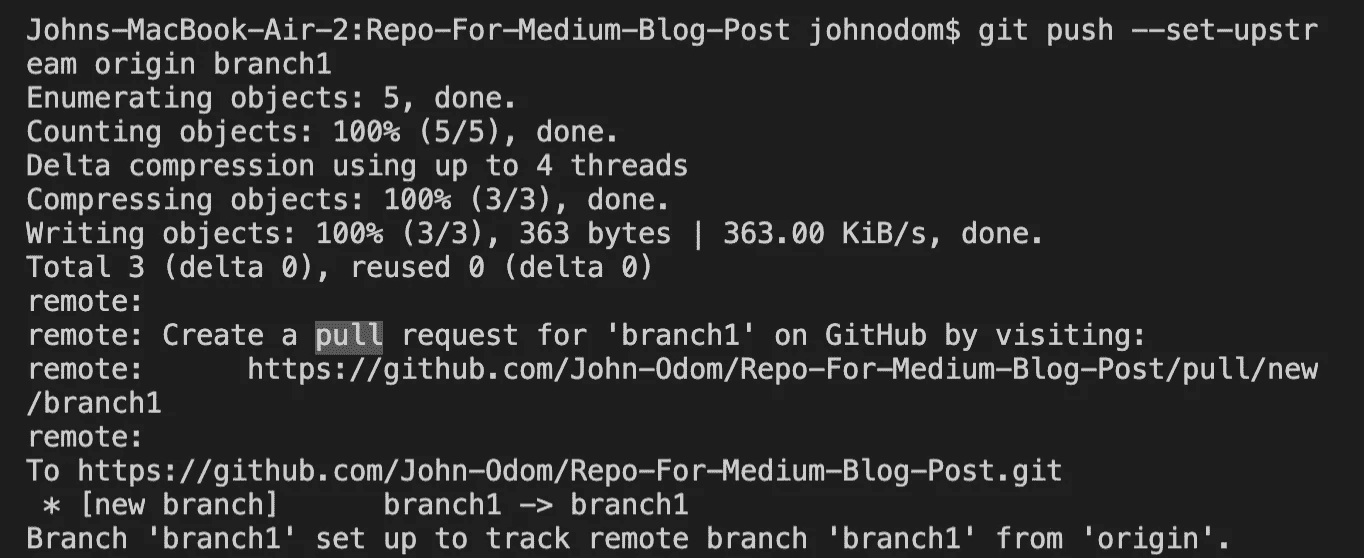 Johns-MacBook-Air-2:Repo-For-Medium-Blog-Post johnodom$ git push --set-upstr
eam origin branch1
Enumerating objects: 5, done.
Counting objects: 100% (5/5), done.
Delta compression using up to 4 threads
Compressing objects: 100% (3/3), done.
Writing objects: 100% (3/3), 363 bytes | 363.00 KiB/s, done.
Total 3 (delta 0), reused 0 (delta 0)
remote:
remote: Create a pull request for 'branch1' on GitHub by visiting:
remote:      https://github.com/John-Odom/Repo-For-Medium-Blog-Post/pull/new
/branch1
remote:
To https://github.com/John-Odom/Repo-For-Medium-Blog-Post.git
 * [new branch]      branch1 -> branch1
Branch 'branch1' set up to track remote branch 'branch1' from 'origin'.